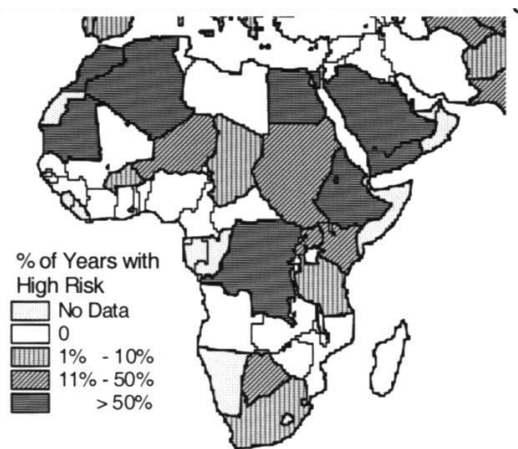 % of Years with
High Risk
No Data
0
1% - 10%
11% - 50%
> 50%